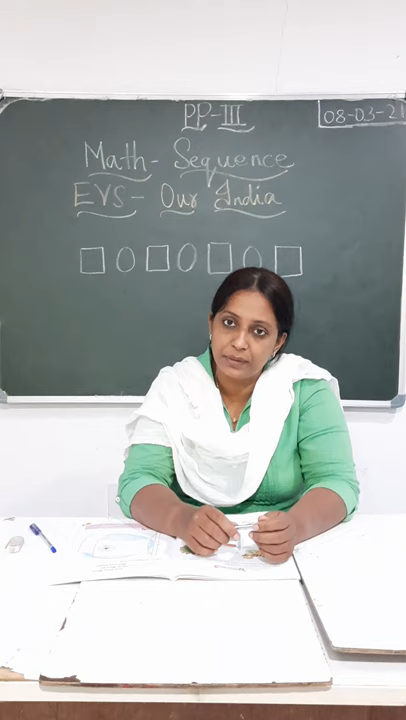 PP-III
08-03-21
Math- Sequence
EVS- Our India